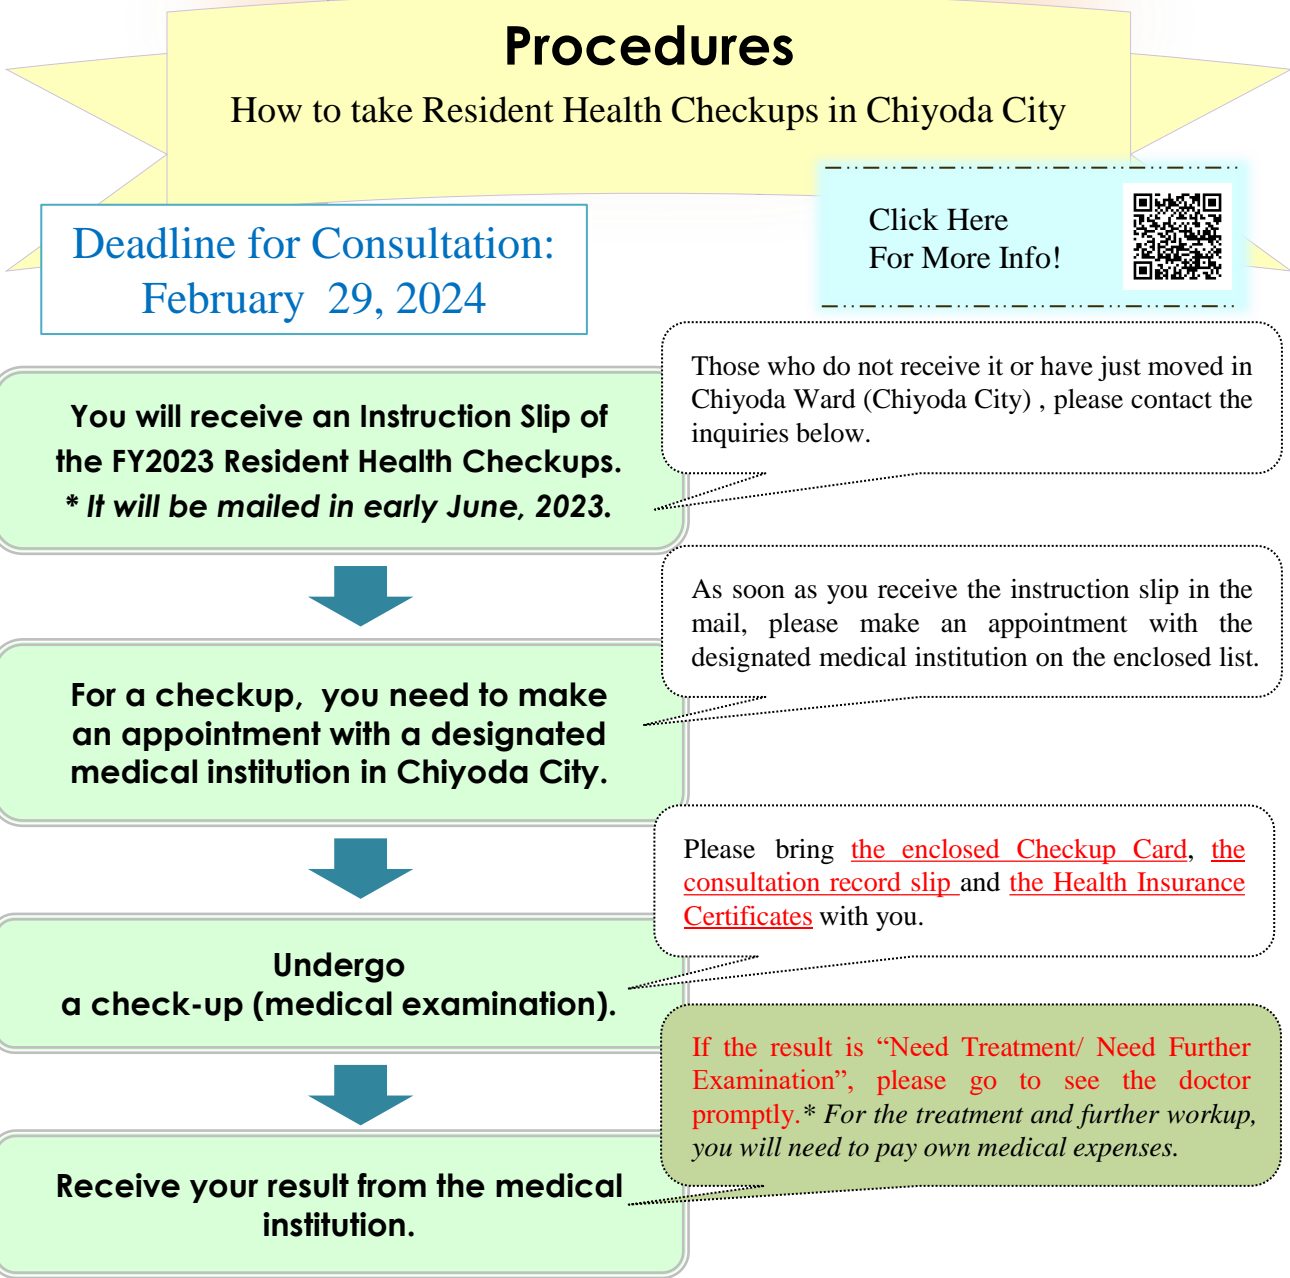 Procedures
How to take Resident Health Checkups in Chiyoda City
Deadline for Consultation:
February 29, 2024
Click Here
For More Info!
You will receive an Instruction Slip of
the FY2023 Resident Health Checkups.
* It will be mailed in early June, 2023.
Those who do not receive it or have just moved in
Chiyoda Ward (Chiyoda City) , please contact the
inquiries below.
For a checkup, you need to make
an appointment with a designated
medical institution in Chiyoda City.
As soon as you receive the instruction slip in the
mail, please make an appointment with the
designated medical institution on the enclosed list.
Undergo
a check-up (medical examination).
Please bring the enclosed Checkup Card, the
consultation record slip and the Health Insurance
Certificates with you.
Receive your result from the medical
institution.
If the result is “Need Treatment/ Need Further
Examination”, please go to see the doctor
promptly.* For the treatment and further workup,
you will need to pay own medical expenses.